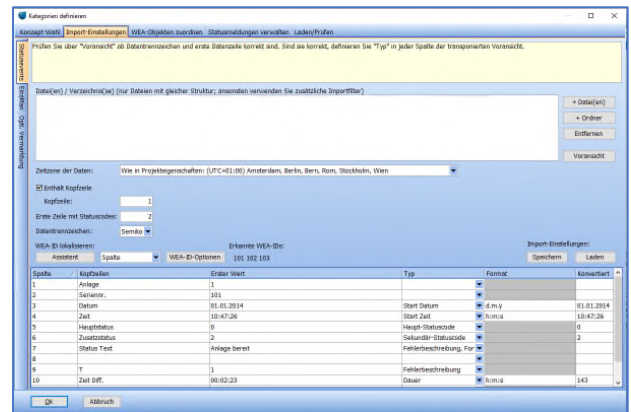 Kategorien definieren
Konzept-Wahl Import-Einstellungen WEA-Objekten zuordnen Statusmeldungen verwalten Laden/Prüfen
Prüfen Sie über "Voransicht" ob Datentrennzeichen und erste Datenzeile korrekt sind. Sind sie korrekt, definieren Sie "Typ" in jeder Spalte der transponierten Voransicht.
Statusevents
Opt. Vermarktung
Datei(en) / Verzeichnis(se) (nur Dateien mit gleicher Struktur; ansonsten verwenden Sie zusätzliche Importfilter)
+ Datei(en)
+ Ordner
Entfernen
Voransicht
Zeitzone der Daten: Wie in Projekteigenschaften: (UTC+01:00) Amsterdam, Berlin, Bern, Rom, Stockholm, Wien
Enthält Kopfzeile
Kopfzeile: 1
Erste Zeile mit Statuscodes: 2
Datentrennzeichen: Semiko
WEA-ID lokalisieren: Erkannte WEA-IDs: Import-Einstellungen:
Assistent Spalte WEA-ID-Optionen 101 102 103 Speichern Laden
Spalte / Kopfzeilen Erster Wert Typ Format Konvertiert
1 Anlage 1
2 Seriennr. 101
3 Datum 01.01.2014 Start Datum d.m.y 01.01.2014
4 Zeit 10:47:26 Start Zeit h:m:s 10:47:26
5 Hauptstatus 0 Haupt-Statuscode 0
6 Zusatzstatus 2 Sekundär-Statuscode 2
7 Status Text Anlage bereit Fehlerbeschreibung, For
8
9 T 1 Fehlerbeschreibung
10 Zeit Diff. 00:02:23 Dauer h:m:s 143
Ok Abbruch